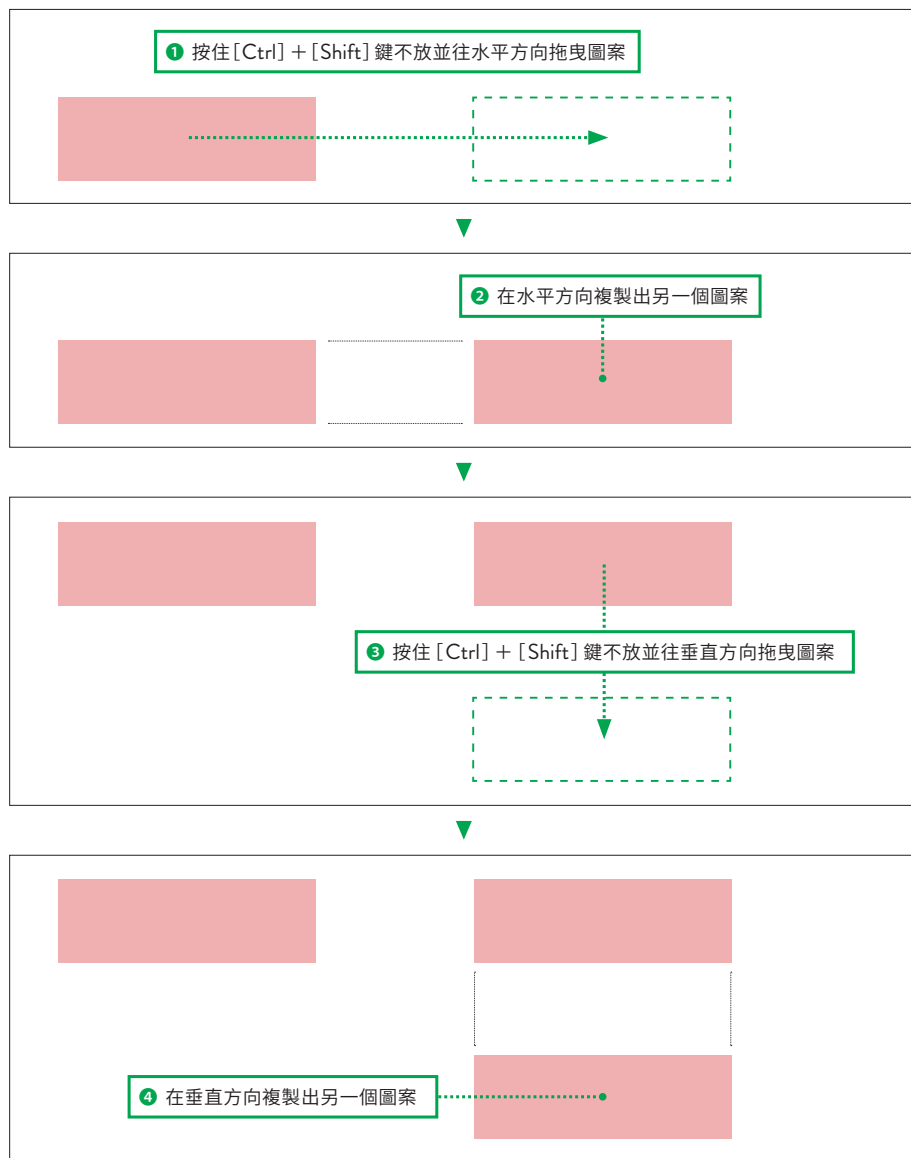 ❶ 按住[Ctrl]＋[Shift]鍵不放並往水平方向拖曳圖案
❷ 在水平方向複製出另一個圖案
❸ 按住[Ctrl]＋[Shift]鍵不放並往垂直方向拖曳圖案
❹ 在垂直方向複製出另一個圖案